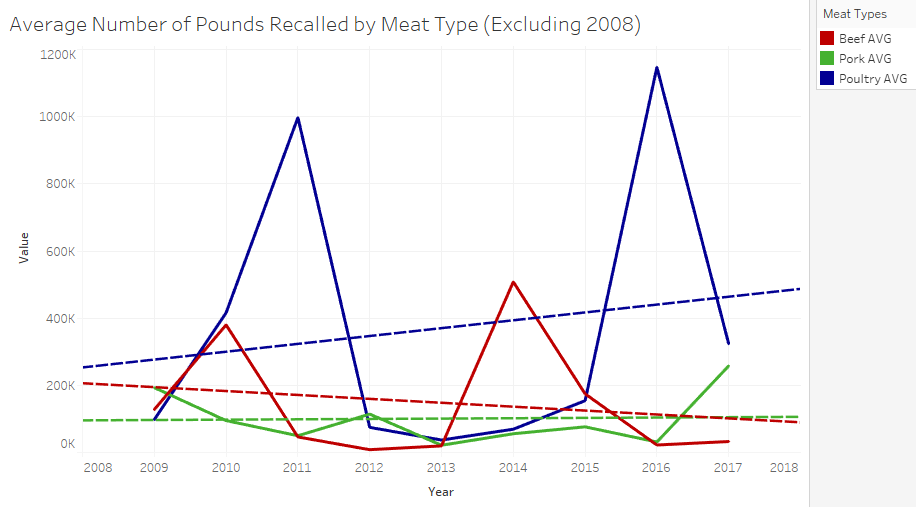 Average Number of Pounds Recalled by Meat Type (Excluding 2008)
Meat Types
Beef AVG
Pork AVG
Poultry AVG
1200K
1000K
800K
600K
400K
200K
0K
Value
2008 2009 2010 2011 2012 2013 2014 2015 2016 2017 2018
Year